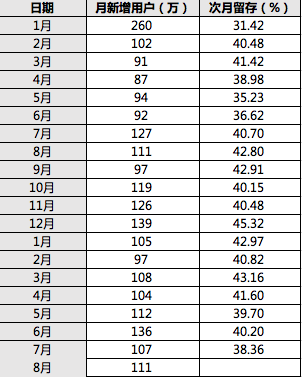 日期 月新增用户（万） 次月留存（%）
1月 260 31.42
2月 102 40.48
3月 91 41.42
4月 87 38.98
5月 94 35.23
6月 92 36.62
7月 127 40.70
8月 111 42.80
9月 97 42.91
10月 119 40.15
11月 126 40.48
12月 139 45.32
1月 105 42.97
2月 97 40.82
3月 108 43.16
4月 104 41.60
5月 112 39.70
6月 136 40.20
7月 107 38.36
8月 111